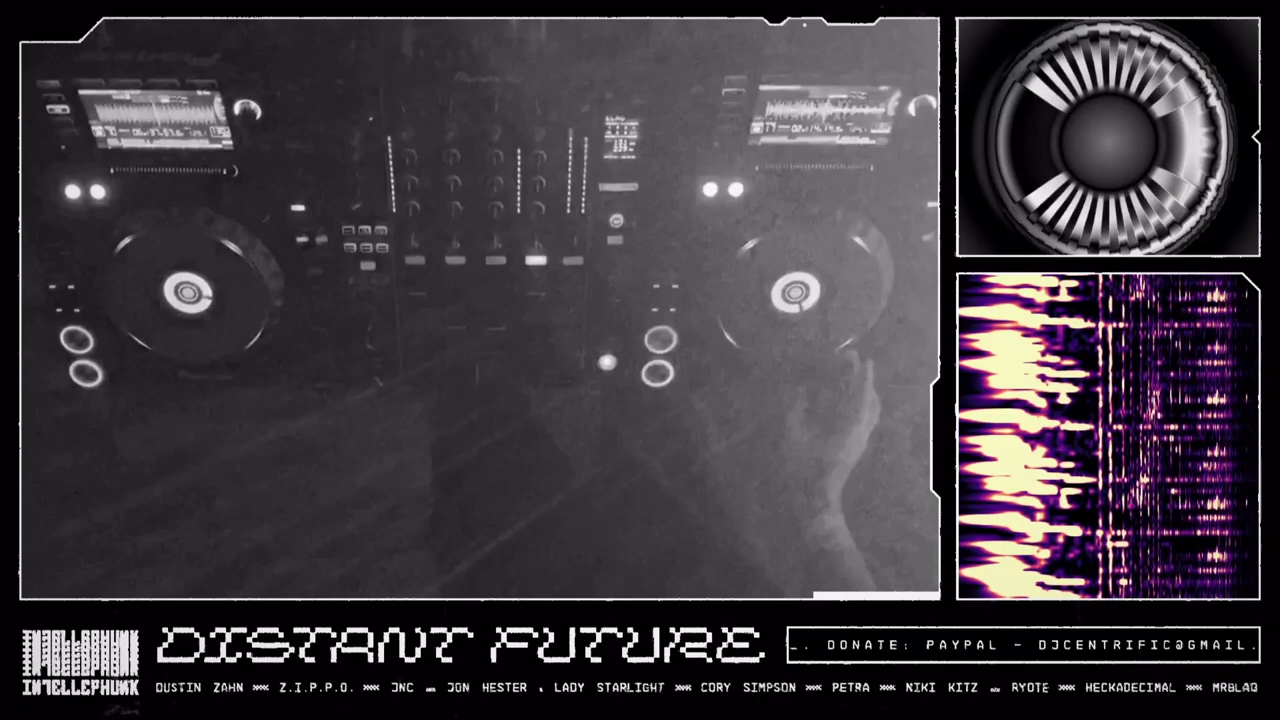 INTELLEPHUNK
DISTANT FUTURE
. DONATE: PAYPAL - DJCENTRIFIC@GMAIL.
DUSTIN ZAHN Z.I.P.P.O. JNC JON HESTER LADY STARLIGHT CORY SIMPSON PETRA NIKI KITZ RYOTE HECKADECIMAL MRBLAQ